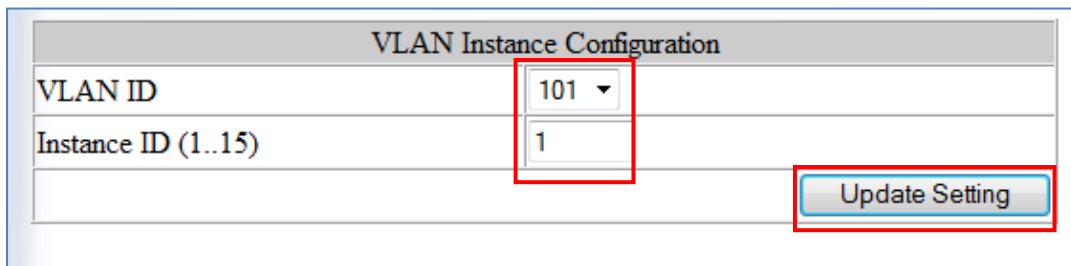 VLAN Instance Configuration
VLAN ID 101
Instance ID (1..15) 1
Update Setting